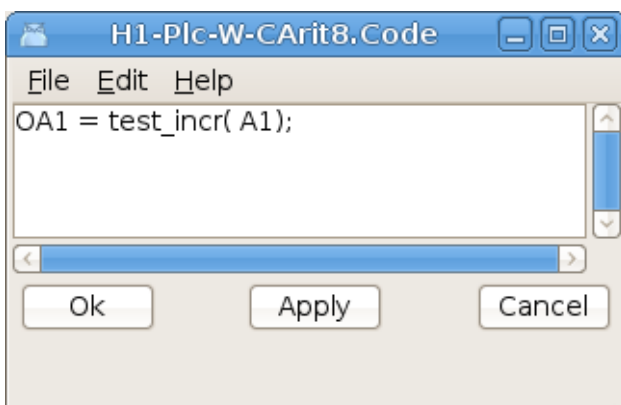 H1-Plc-W-CArit8.Code
File Edit Help
OA1 = test_incr( A1);
Ok Apply Cancel